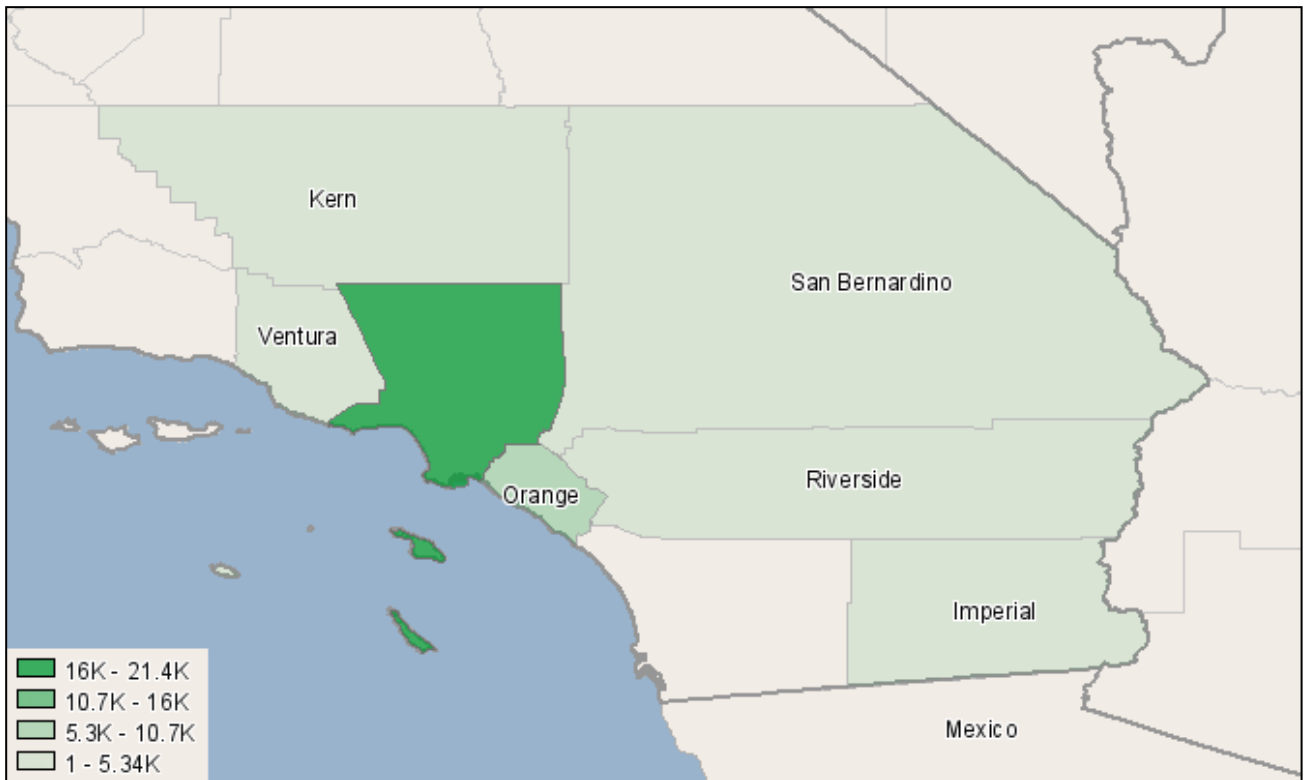 Kern
San Bernardino
Ventura
Riverside
Orange
Imperial
Mexico
16K - 21.4K
10.7K - 16K
5.3K - 10.7K
1 - 5.34K